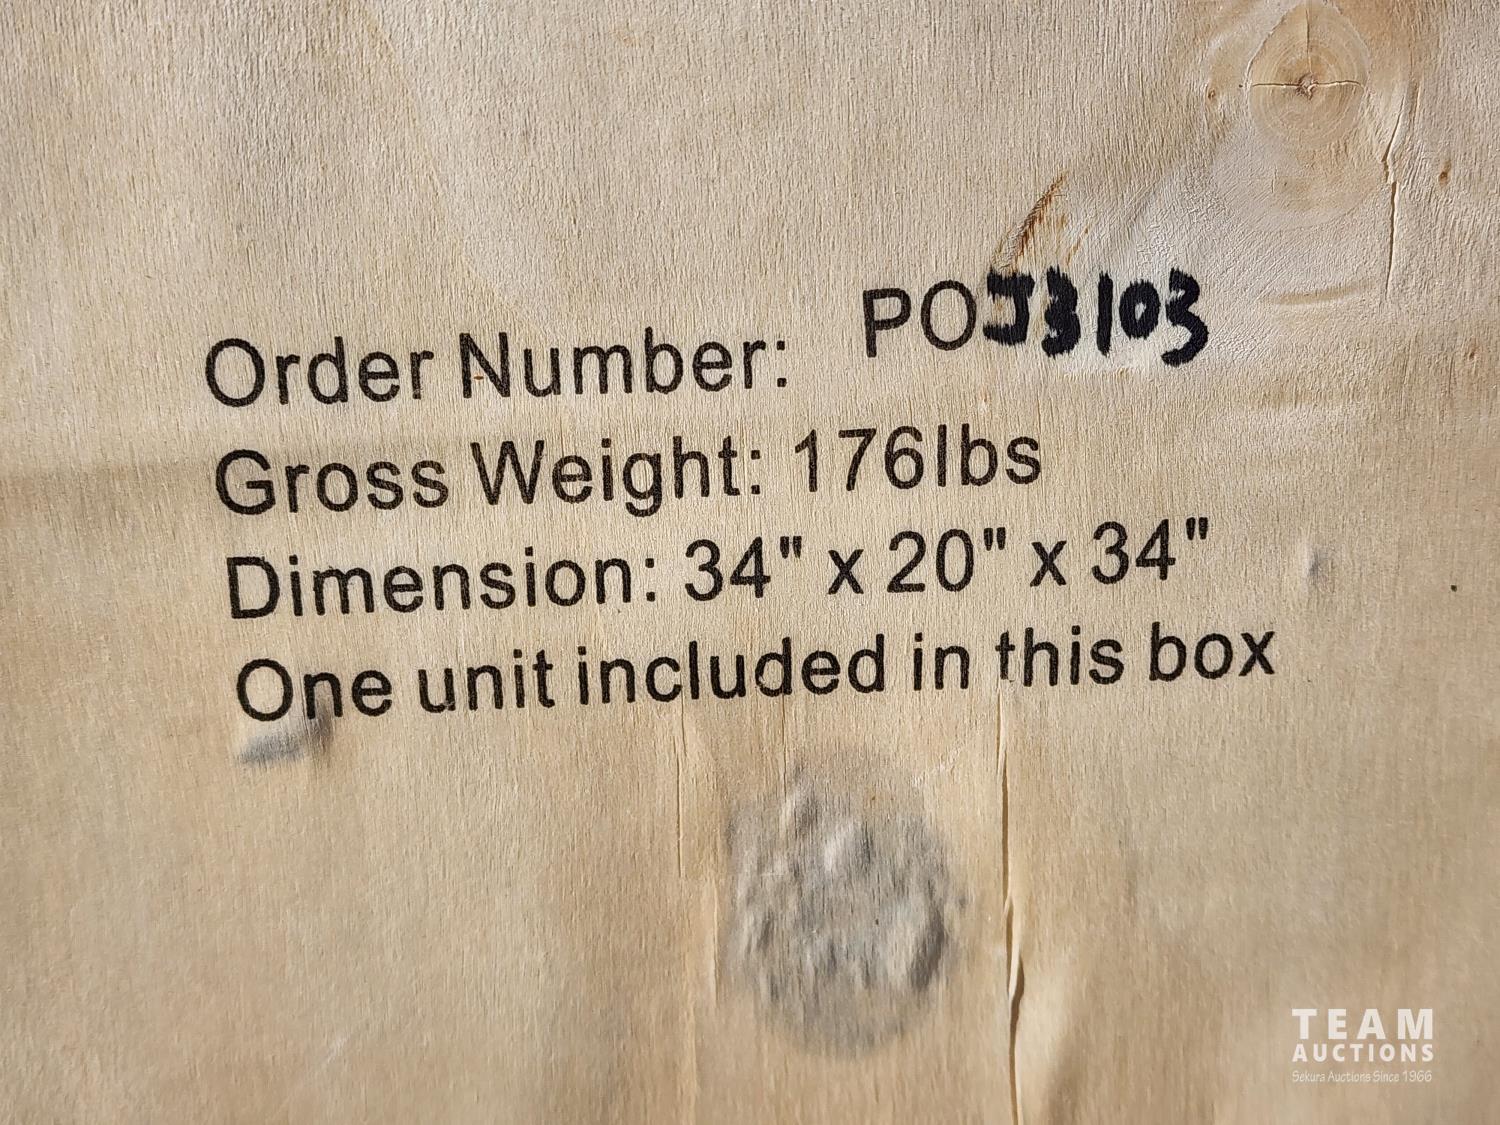 Order Number: POJ3103
Gross Weight: 176lbs
Dimension: 34" x 20" x 34"
One unit included in this box
TEAM
AUCTIONS
Sekura Auctions Since 1966